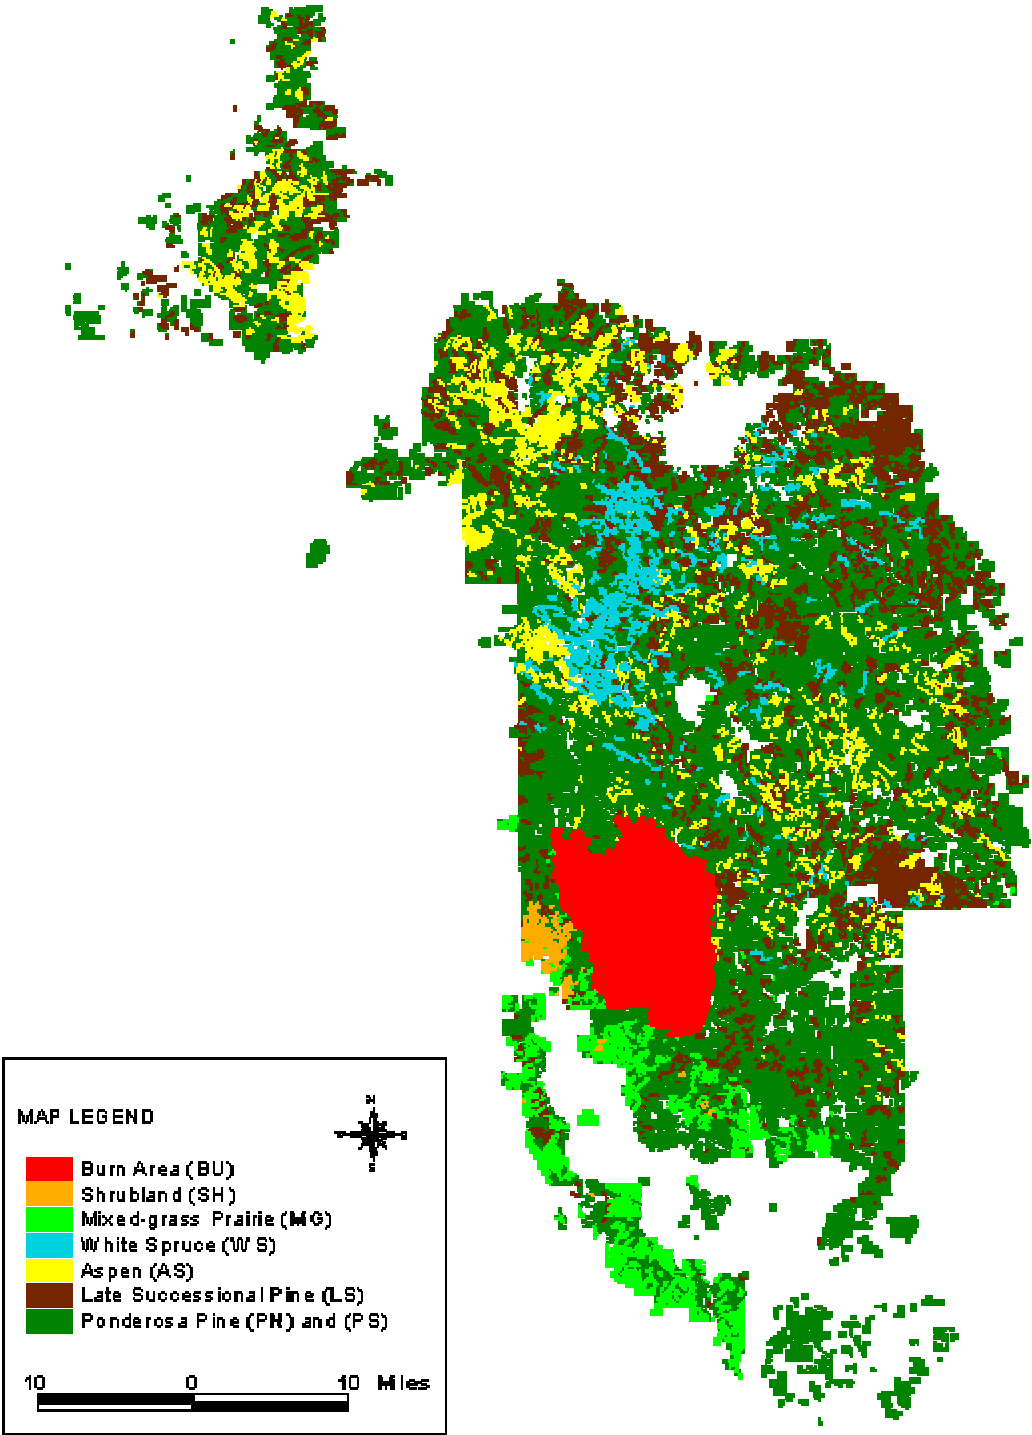 MAP LEGEND
N
W E
S
Burn Area (BU)
Shrubland (SH)
Mixed-grass Prairie (MG)
White Spruce (WS)
Aspen (AS)
Late Successional Pine (LS)
Ponderosa Pine (PN) and (PS)
10 0 10 Miles